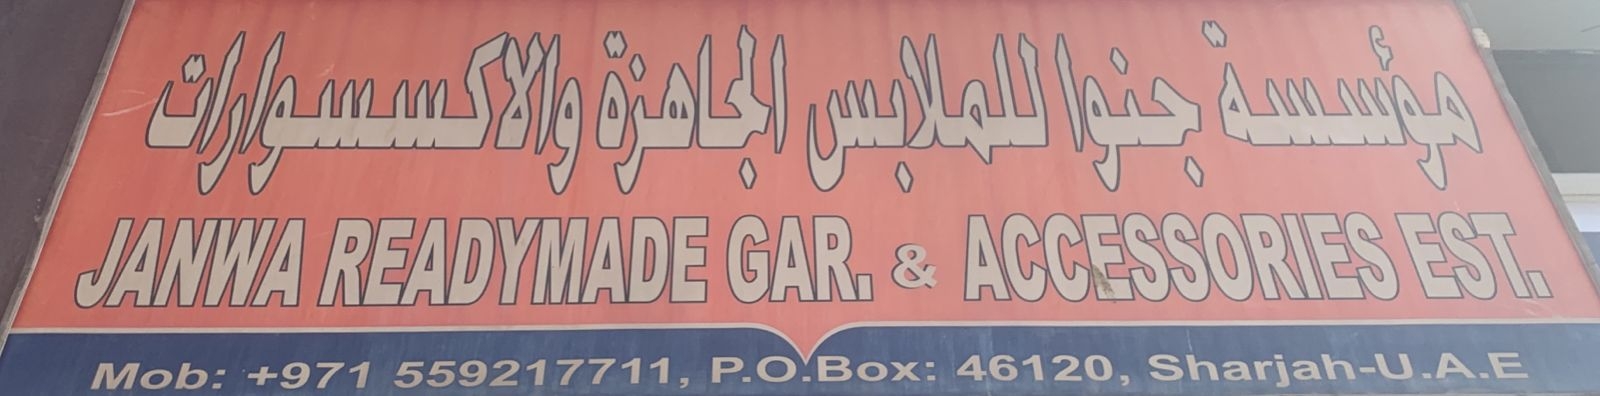 مؤسسة جنوا للملابس الجاهزة والاكسسوارات
JANWA READYMADE GAR. & ACCESSORIES EST.
Mob: +971 559217711, P.O.Box: 46120, Sharjah-U.A.E